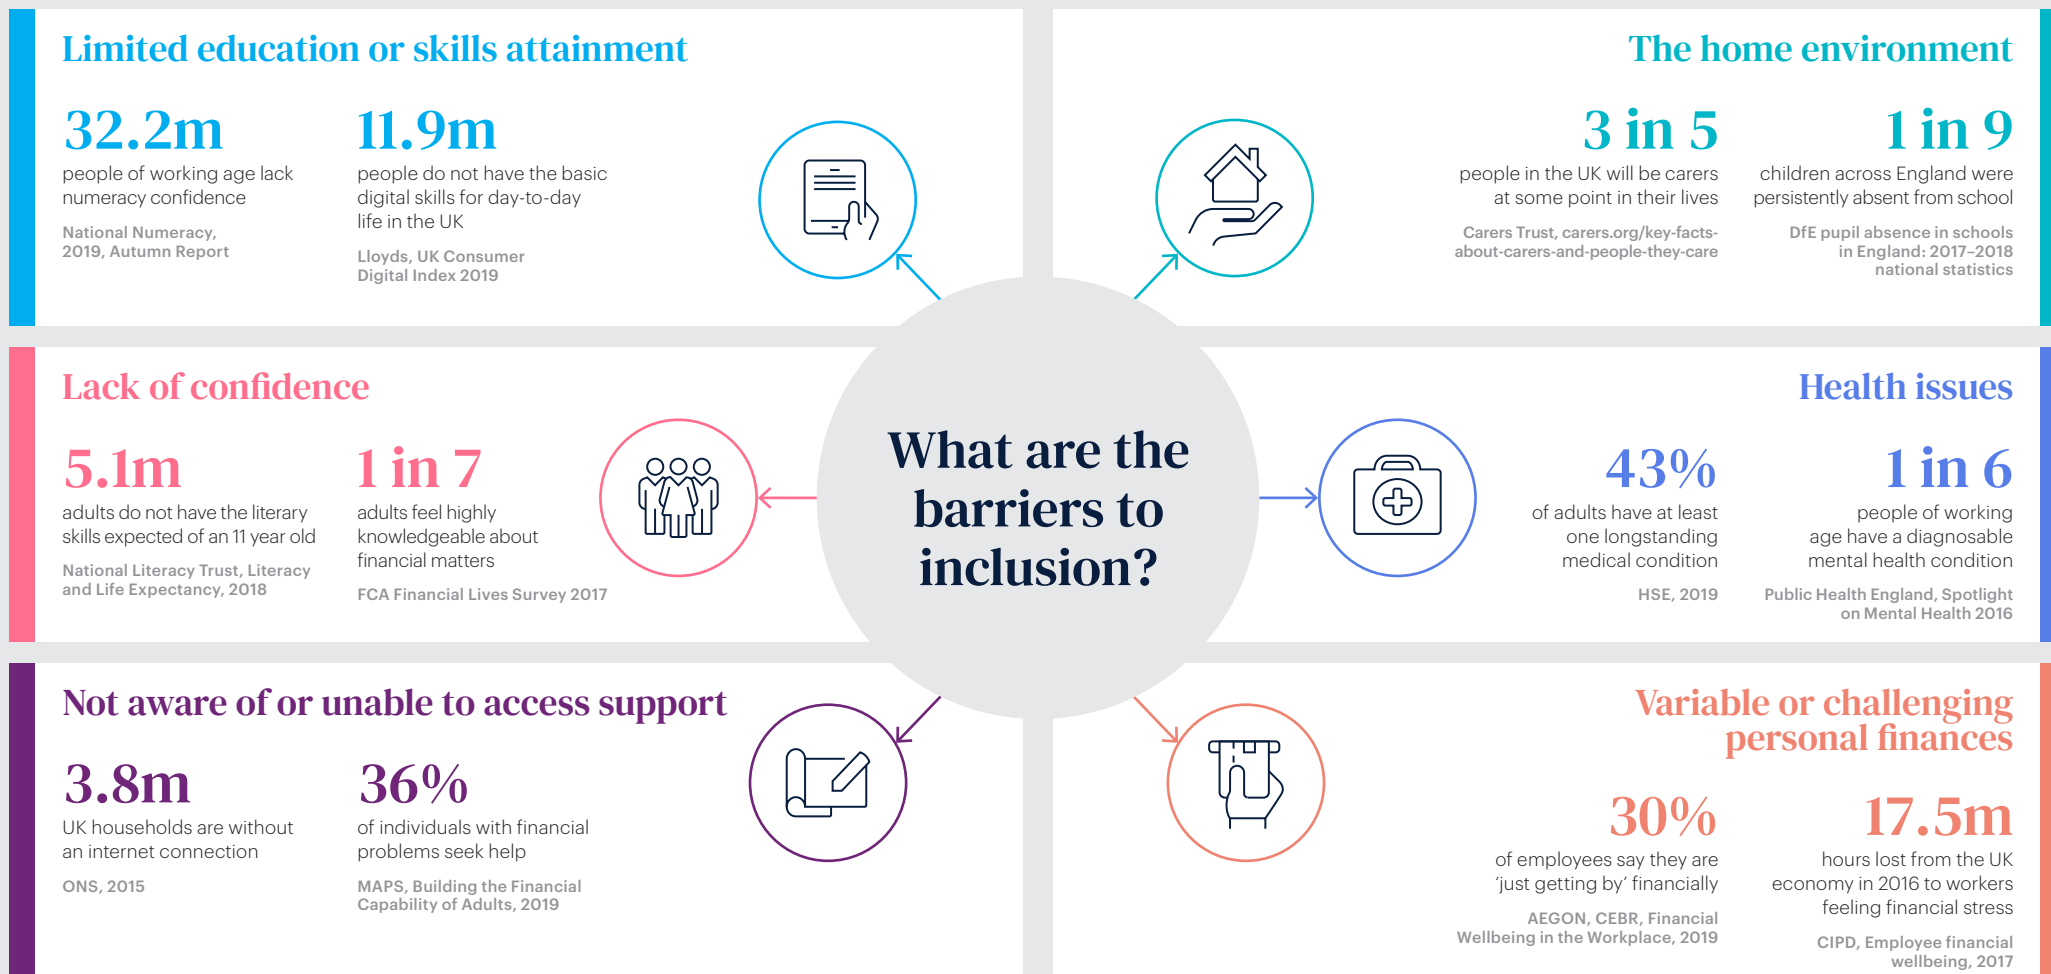 Limited education or skills attainment
32.2m
people of working age lack
numeracy confidence
National Numeracy,
2019, Autumn Report
11.9m
people do not have the basic
digital skills for day-to-day
life in the UK
Lloyds, UK Consumer
Digital Index 2019
The home environment
3 in 5
people in the UK will be carers
at some point in their lives
Carers Trust, carers.org/key-facts-
about-carers-and-people-they-care
1 in 9
children across England were
persistently absent from school
DfE pupil absence in schools
in England: 2017–2018
national statistics
Lack of confidence
5.1m
adults do not have the literary
skills expected of an 11 year old
National Literacy Trust, Literacy
and Life Expectancy, 2018
1 in 7
adults feel highly
knowledgeable about
financial matters
FCA Financial Lives Survey 2017
What are the
barriers to
inclusion?
Health issues
43%
of adults have at least
one longstanding
medical condition
HSE, 2019
1 in 6
people of working
age have a diagnosable
mental health condition
Public Health England, Spotlight
on Mental Health 2016
Not aware of or unable to access support
3.8m
UK households are without
an internet connection
ONS, 2015
36%
of individuals with financial
problems seek help
MAPS, Building the Financial
Capability of Adults, 2019
Variable or challenging
personal finances
30%
of employees say they are
‘just getting by’ financially
AEGON, CEBR, Financial
Wellbeing in the Workplace, 2019
17.5m
hours lost from the UK
economy in 2016 to workers
feeling financial stress
CIPD, Employee financial
wellbeing, 2017